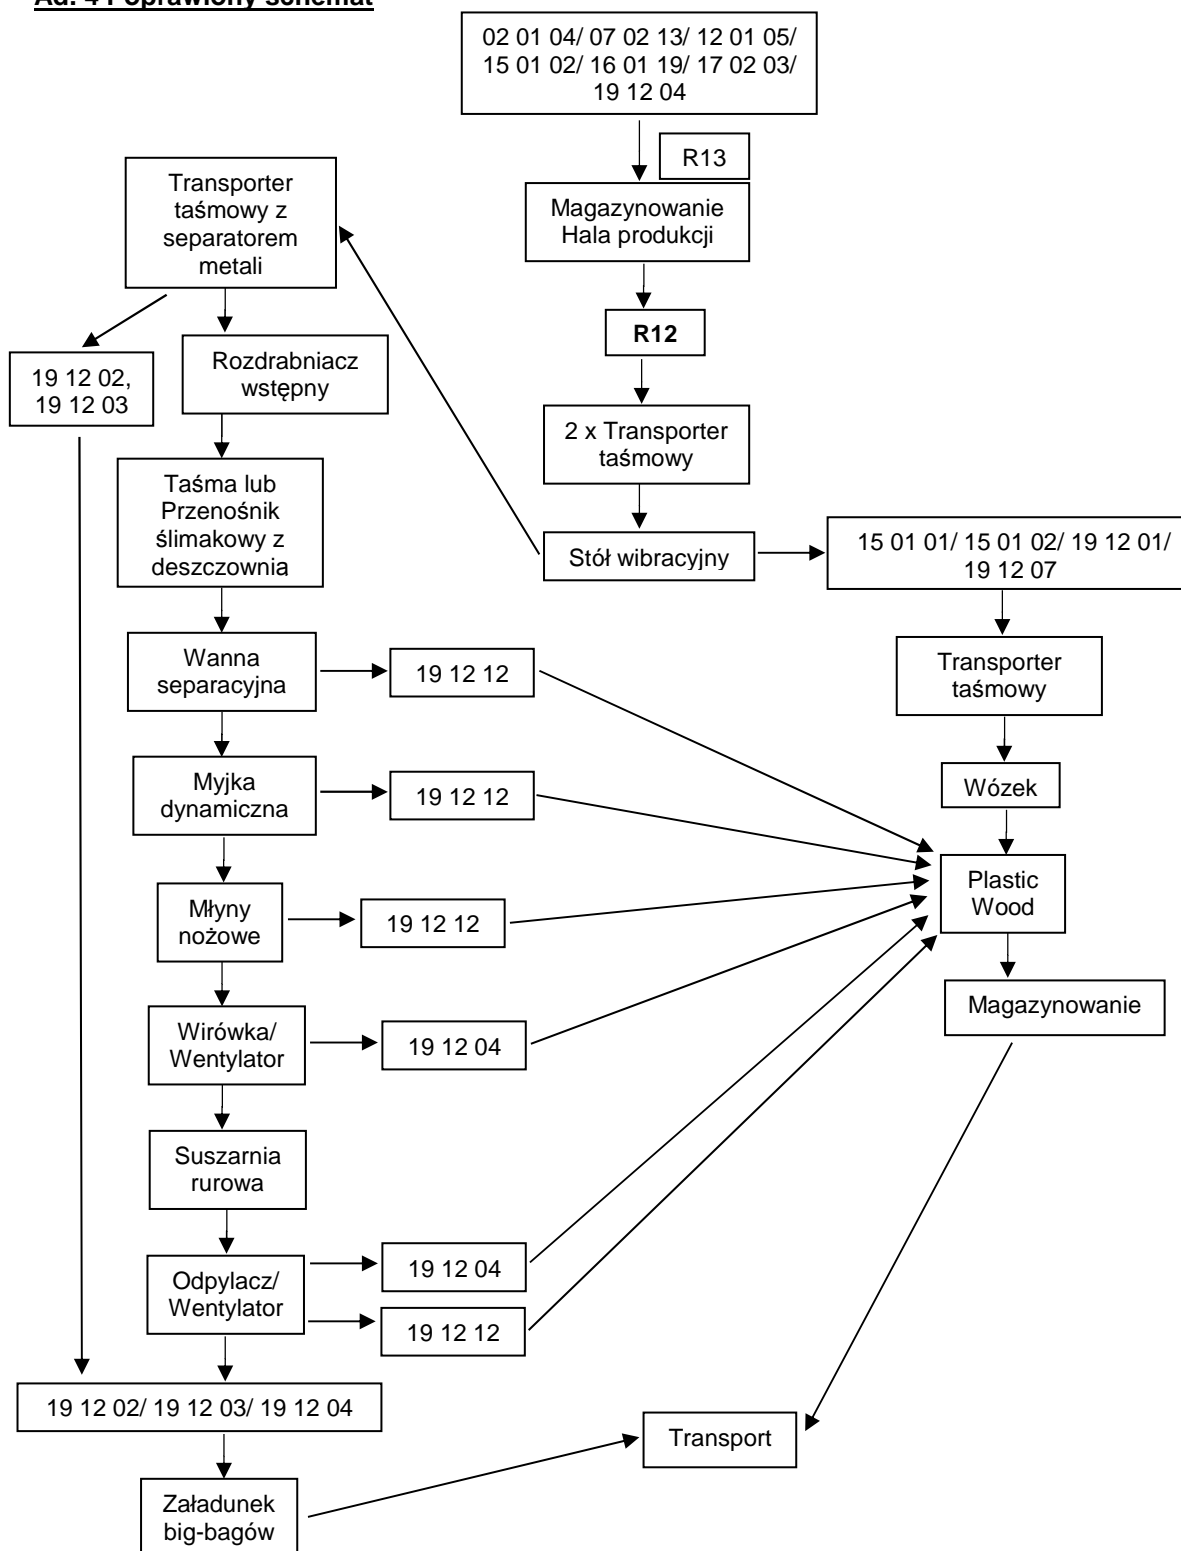 Ad. 4 Poprawiony schemat
02 01 04/ 07 02 13/ 12 01 05/
15 01 02/ 16 01 19/ 17 02 03/
19 12 04
R13
Magazynowanie
Hala produkcji
R12
2 x Transporter
taśmowy
Stół wibracyjny
15 01 01/ 15 01 02/ 19 12 01/
19 12 07
Transporter
taśmowy
Wózek
Plastic
Wood
Magazynowanie
Transporter
taśmowy z
separatorem
metali
19 12 02,
19 12 03
Rozdrabniacz
wstępny
Taśma lub
Przenośnik
ślimakowy z
deszczownią
Wanna
separacyjna
19 12 12
Myjka
dynamiczna
19 12 12
Młyny
nożowe
19 12 12
Wirówka/
Wentylator
19 12 04
Suszarnia
rurowa
Odpylacz/
Wentylator
19 12 04
19 12 12
19 12 02/ 19 12 03/ 19 12 04
Załadunek
big-bagów
Transport